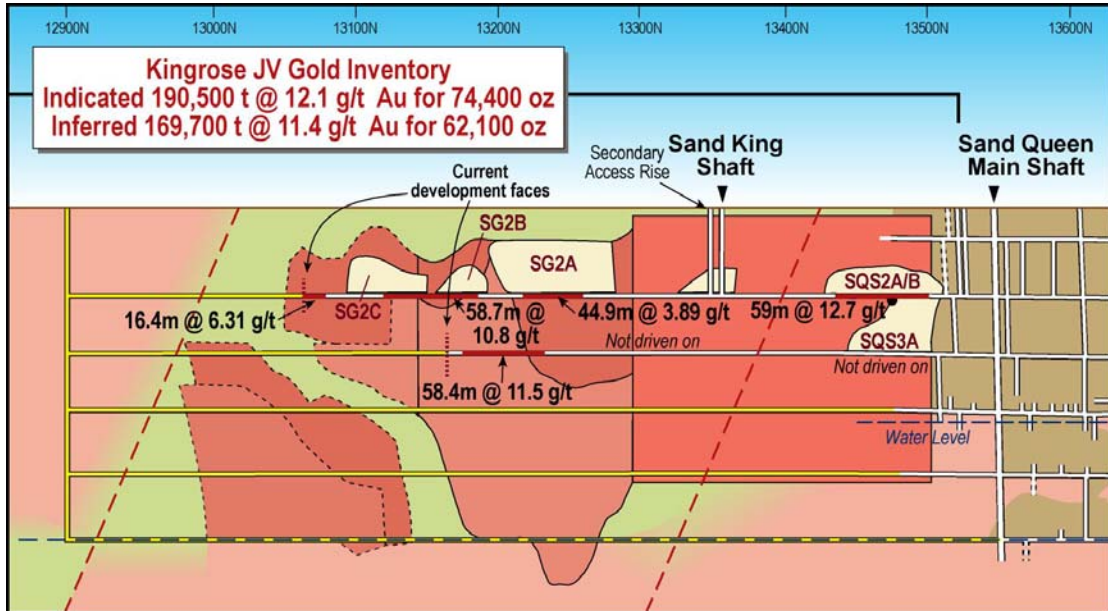 12900N 13000N 13100N 13200N 13300N 13400N 13500N 13600N
Kingrose JV Gold Inventory
Indicated 190,500 t @ 12.1 g/t Au for 74,400 oz
Inferred 169,700 t @ 11.4 g/t Au for 62,100 oz
Current
development faces
Secondary
Access Rise
Sand King
Shaft
Sand Queen
Main Shaft
SG2B
SG2A
SG2C
SQS2A/B
16.4m @ 6.31 g/t
58.7m @
10.8 g/t
44.9m @ 3.89 g/t
59m @ 12.7 g/t
Not driven on
SQS3A
Not driven on
58.4m @ 11.5 g/t
Water Level